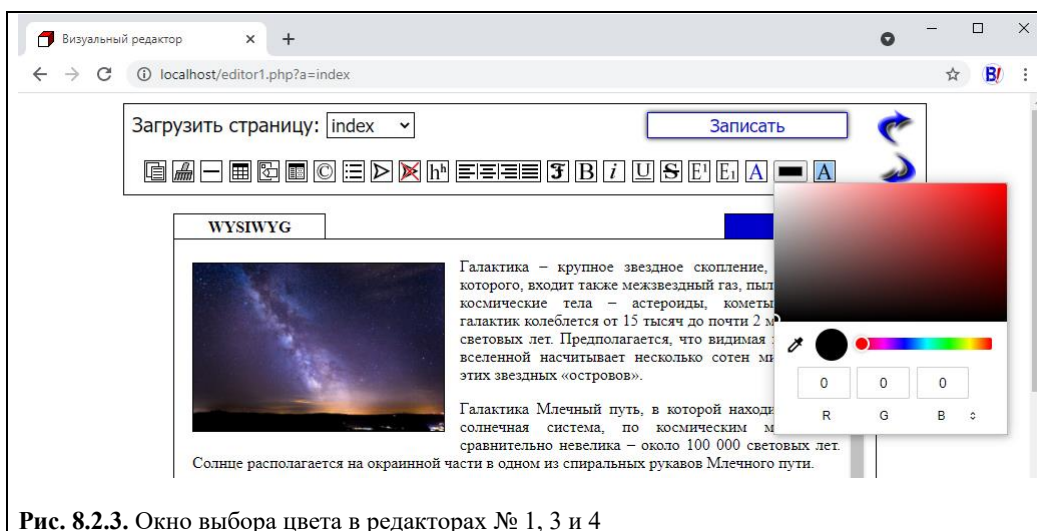 Визуальный редактор
localhost/editor1.php?a=index
B!
Загрузить страницу: index
Записать
© hʰ ℱ B i U S E¹ E₁ A A
WYSIWYG
Галактика – крупное звездное скопление,
которого, входит также межзвездный газ, пыл
космические тела – астероиды, кометы
галактик колеблется от 15 тысяч до почти 2 м
световых лет. Предполагается, что видимая
вселенной насчитывает несколько сотен ми
этих звездных «островов».
Галактика Млечный путь, в которой находи
солнечная система, по космическим м
сравнительно невелика – около 100 000 световых лет.
Солнце располагается на окраинной части в одном из спиральных рукавов Млечного пути.
0 0 0
R G B
Рис. 8.2.3. Окно выбора цвета в редакторах № 1, 3 и 4